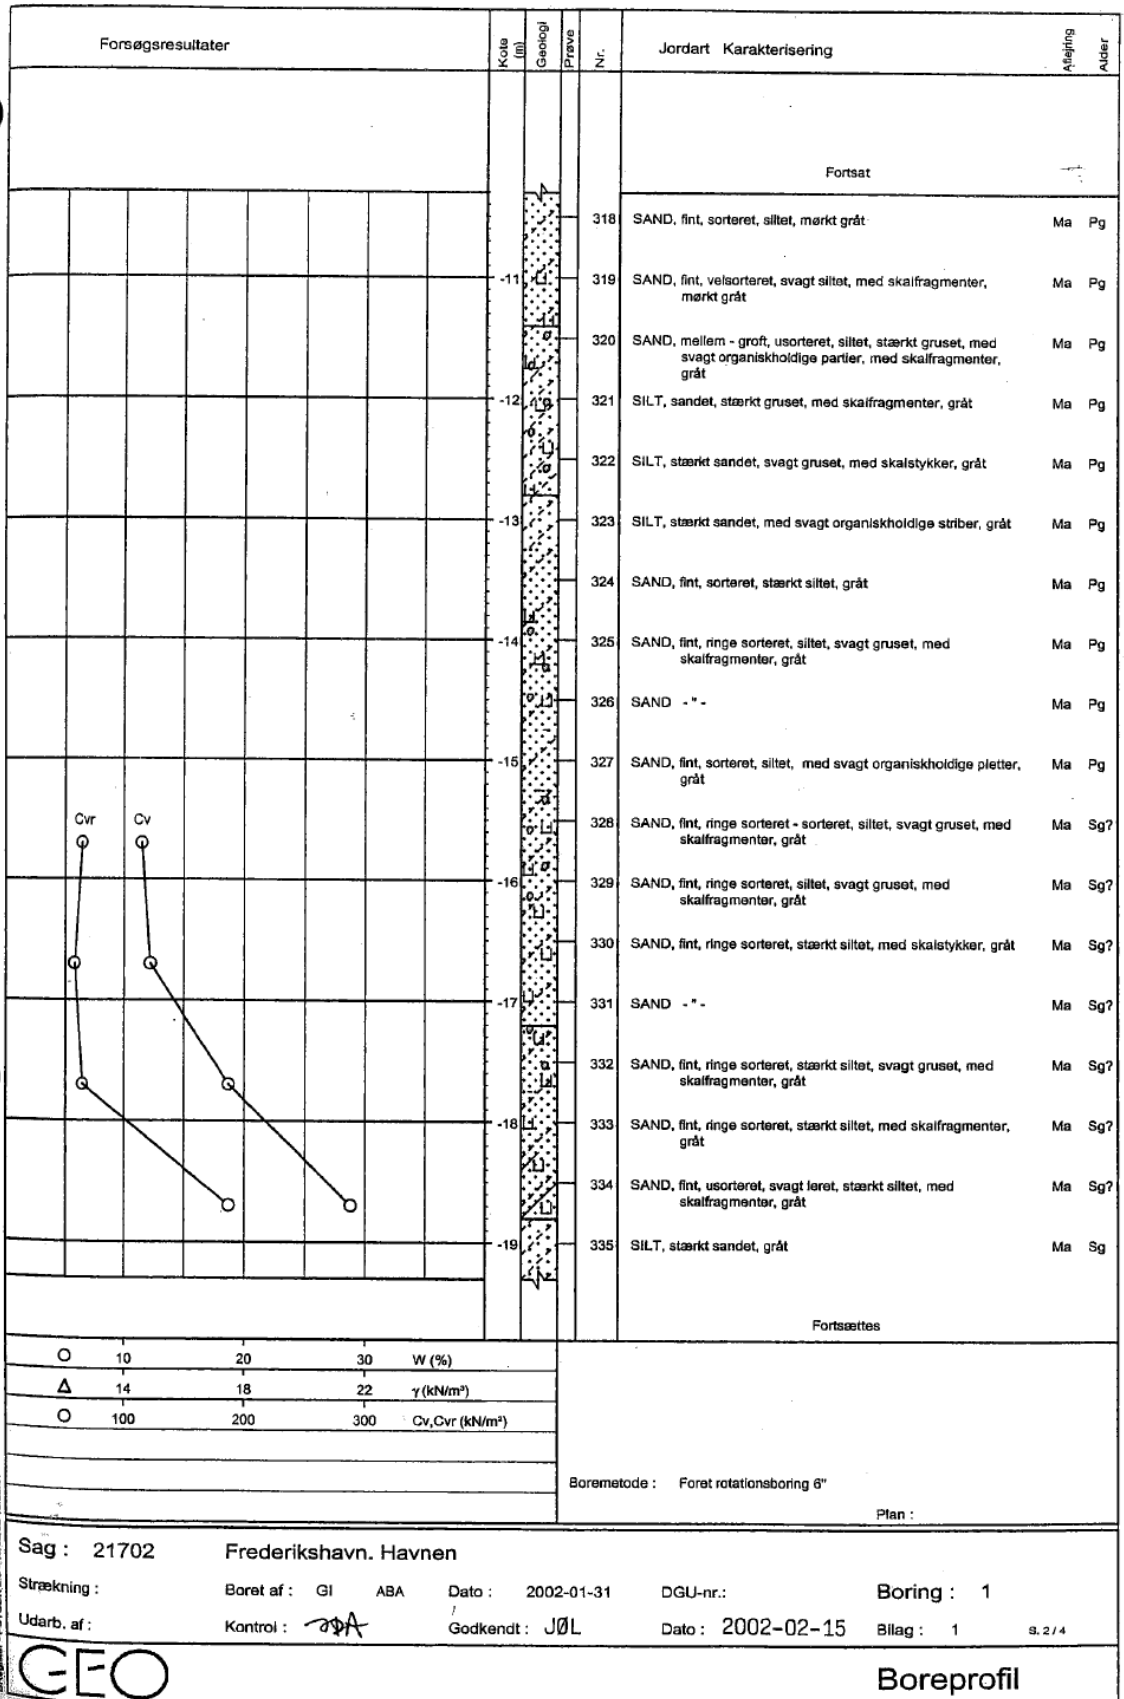 Forsøgsresultater
Kote (m)
Geologi
Prøve
Nr.
Jordart Karakterisering
Aflejring
Alder
Fortsat
318 SAND, fint, sorteret, siltet, mørkt gråt Ma Pg
-11 319 SAND, fint, velsorteret, svagt siltet, med skalfragmenter, Ma Pg
mørkt gråt
320 SAND, mellem - groft, usorteret, siltet, stærkt gruset, med Ma Pg
svagt organiskholdige partier, med skalfragmenter,
gråt
-12 321 SILT, sandet, stærkt gruset, med skalfragmenter, gråt Ma Pg
322 SILT, stærkt sandet, svagt gruset, med skalstykker, gråt Ma Pg
-13 323 SILT, stærkt sandet, med svagt organiskholdige striber, gråt Ma Pg
324 SAND, fint, sorteret, stærkt siltet, gråt Ma Pg
-14 325 SAND, fint, ringe sorteret, siltet, svagt gruset, med Ma Pg
skalfragmenter, gråt
326 SAND -"- Ma Pg
-15 327 SAND, fint, sorteret, siltet, med svagt organiskholdige pletter, Ma Pg
gråt
Cvr Cv 328 SAND, fint, ringe sorteret - sorteret, siltet, svagt gruset, med Ma Sg?
skalfragmenter, gråt
-16 329 SAND, fint, ringe sorteret, siltet, svagt gruset, med Ma Sg?
skalfragmenter, gråt
330 SAND, fint, ringe sorteret, stærkt siltet, med skalstykker, gråt Ma Sg?
-17 331 SAND -"- Ma Sg?
332 SAND, fint, ringe sorteret, stærkt siltet, svagt gruset, med Ma Sg?
skalfragmenter, gråt
-18 333 SAND, fint, ringe sorteret, stærkt siltet, med skalfragmenter, Ma Sg?
gråt
334 SAND, fint, usorteret, svagt leret, stærkt siltet, med Ma Sg?
skalfragmenter, gråt
-19 335 SILT, stærkt sandet, gråt Ma Sg
Fortsættes
10 20 30 W (%)
14 18 22 γ (kN/m³)
100 200 300 Cv,Cvr (kN/m²)
Boremetode : Foret rotationsboring 6"
Plan :
Sag : 21702 Frederikshavn. Havnen
Strækning : Boret af : GI ABA Dato : 2002-01-31 DGU-nr.: Boring : 1
Udarb. af : Kontrol : Godkendt : JØL Dato : 2002-02-15 Bilag : 1 S. 2 / 4
GEO
Boreprofil